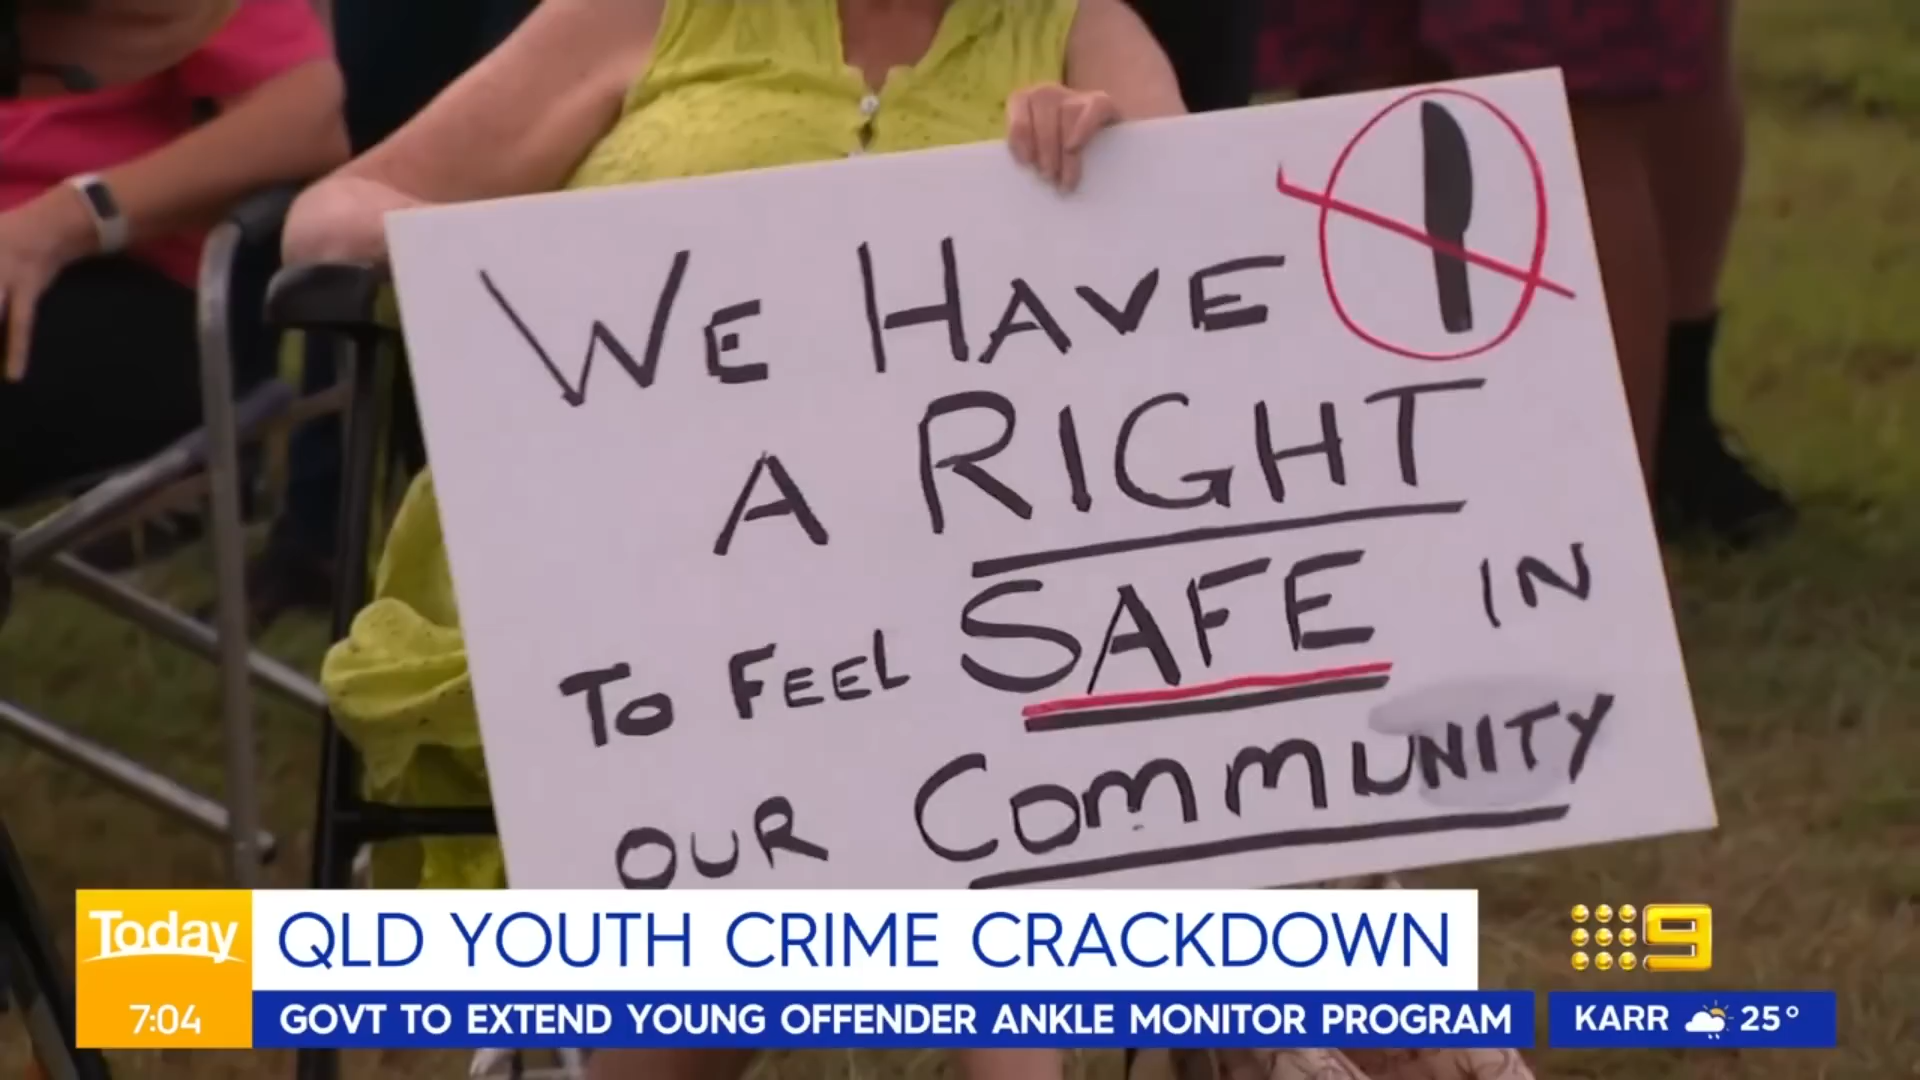 WE HAVE
A RIGHT
TO FEEL SAFE IN
OUR COMMUNITY
Today
7:04
QLD YOUTH CRIME CRACKDOWN
GOVT TO EXTEND YOUNG OFFENDER ANKLE MONITOR PROGRAM
9
KARR 25°